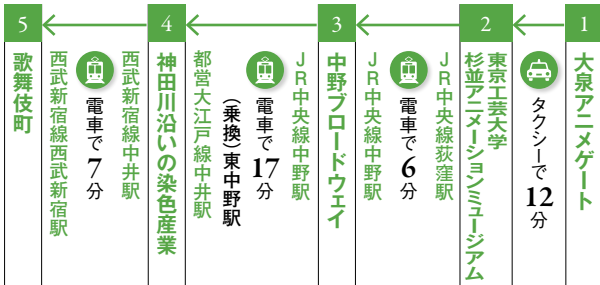 1
大泉アニメゲート
タクシーで12分
2
東京工芸大学
杉並アニメーションミュージアム
JR中央線荻窪駅
電車で6分
JR中央線中野駅
3
中野ブロードウェイ
JR中央線中野駅
電車で17分
(乗換)東中野駅
都営大江戸線中井駅
4
神田川沿いの染色産業
西武新宿線中井駅
電車で7分
西武新宿線西武新宿駅
5
歌舞伎町